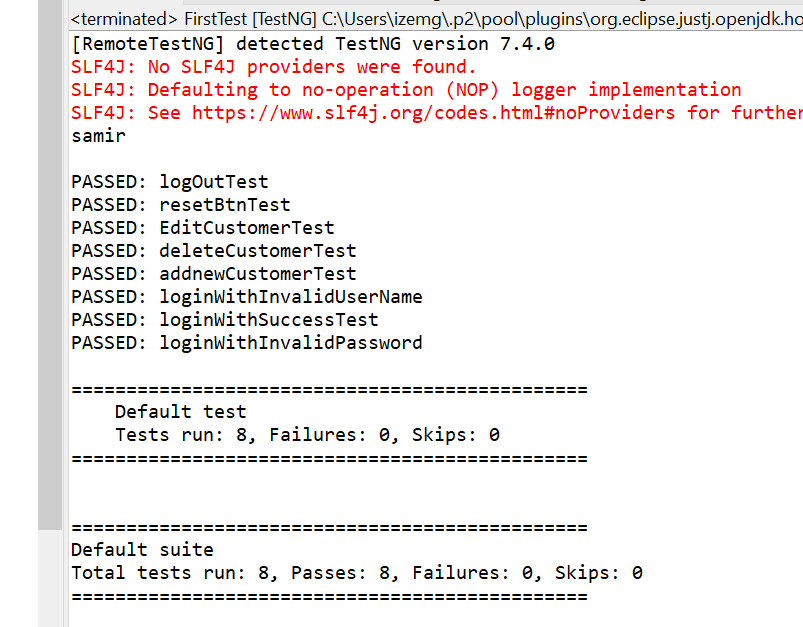 <terminated> FirstTest [TestNG] C:\Users\izemg\.p2\pool\plugins\org.eclipse.justj.openjdk.ho
[RemoteTestNG] detected TestNG version 7.4.0
SLF4J: No SLF4J providers were found.
SLF4J: Defaulting to no-operation (NOP) logger implementation
SLF4J: See https://www.slf4j.org/codes.html#noProviders for further
samir
PASSED: logOutTest
PASSED: resetBtnTest
PASSED: EditCustomerTest
PASSED: deleteCustomerTest
PASSED: addnewCustomerTest
PASSED: loginWithInvalidUserName
PASSED: loginWithSuccessTest
PASSED: loginWithInvalidPassword
===============================================
Default test
Tests run: 8, Failures: 0, Skips: 0
===============================================
===============================================
Default suite
Total tests run: 8, Passes: 8, Failures: 0, Skips: 0
===============================================